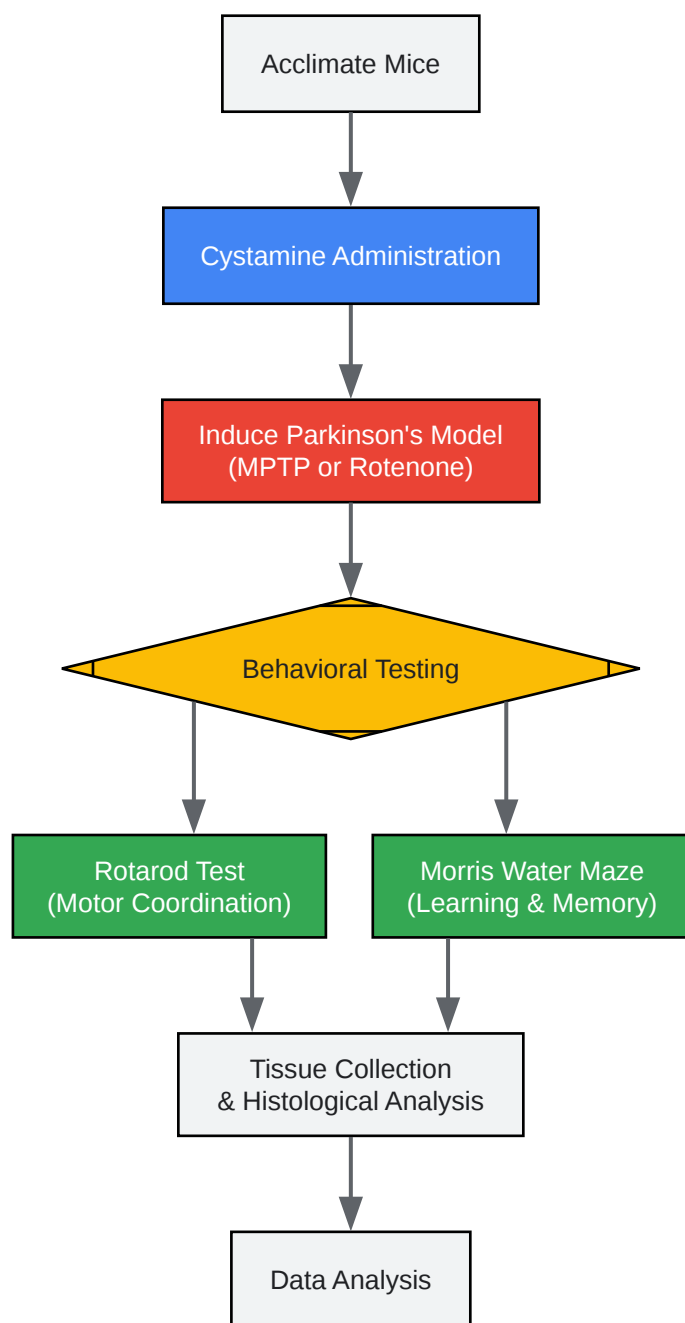 Acclimate Mice
Cystamine Administration
Induce Parkinson's Model
(MPTP or Rotenone)
Behavioral Testing
Rotarod Test
(Motor Coordination)
Morris Water Maze
(Learning & Memory)
Tissue Collection
& Histological Analysis
Data Analysis